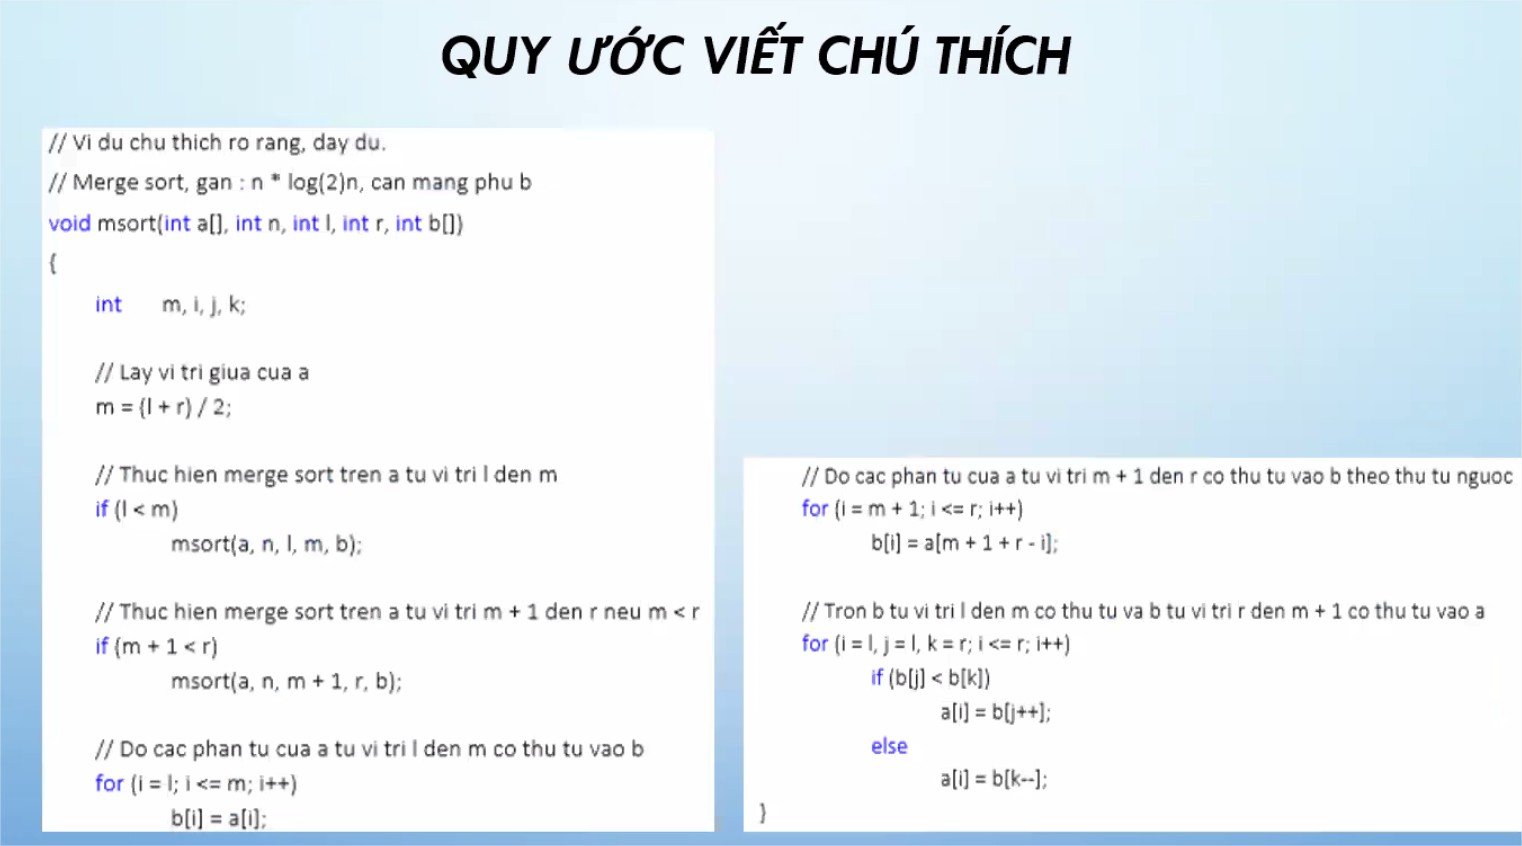 QUY ƯỚC VIẾT CHÚ THÍCH
// Vi du chu thich ro rang, day du.
// Merge sort, gan : n * log(2)n, can mang phu b
void msort(int a[], int n, int l, int r, int b[])
{
int m, i, j, k;
// Lay vi tri giua cua a
m = (l + r) / 2;
// Thuc hien merge sort tren a tu vi tri l den m
if (l < m)
msort(a, n, l, m, b);
// Thuc hien merge sort tren a tu vi tri m + 1 den r neu m < r
if (m + 1 < r)
msort(a, n, m + 1, r, b);
// Do cac phan tu cua a tu vi tri l den m co thu tu vao b
for (i = l; i <= m; i++)
b[i] = a[i];
// Do cac phan tu cua a tu vi tri m + 1 den r co thu tu vao b theo thu tu nguoc
for (i = m + 1; i <= r; i++)
b[i] = a[m + 1 + r - i];
// Tron b tu vi tri l den m co thu tu va b tu vi tri r den m + 1 co thu tu vao a
for (i = l, j = l, k = r; i <= r; i++)
if (b[j] < b[k])
a[i] = b[j++];
else
a[i] = b[k--];
}